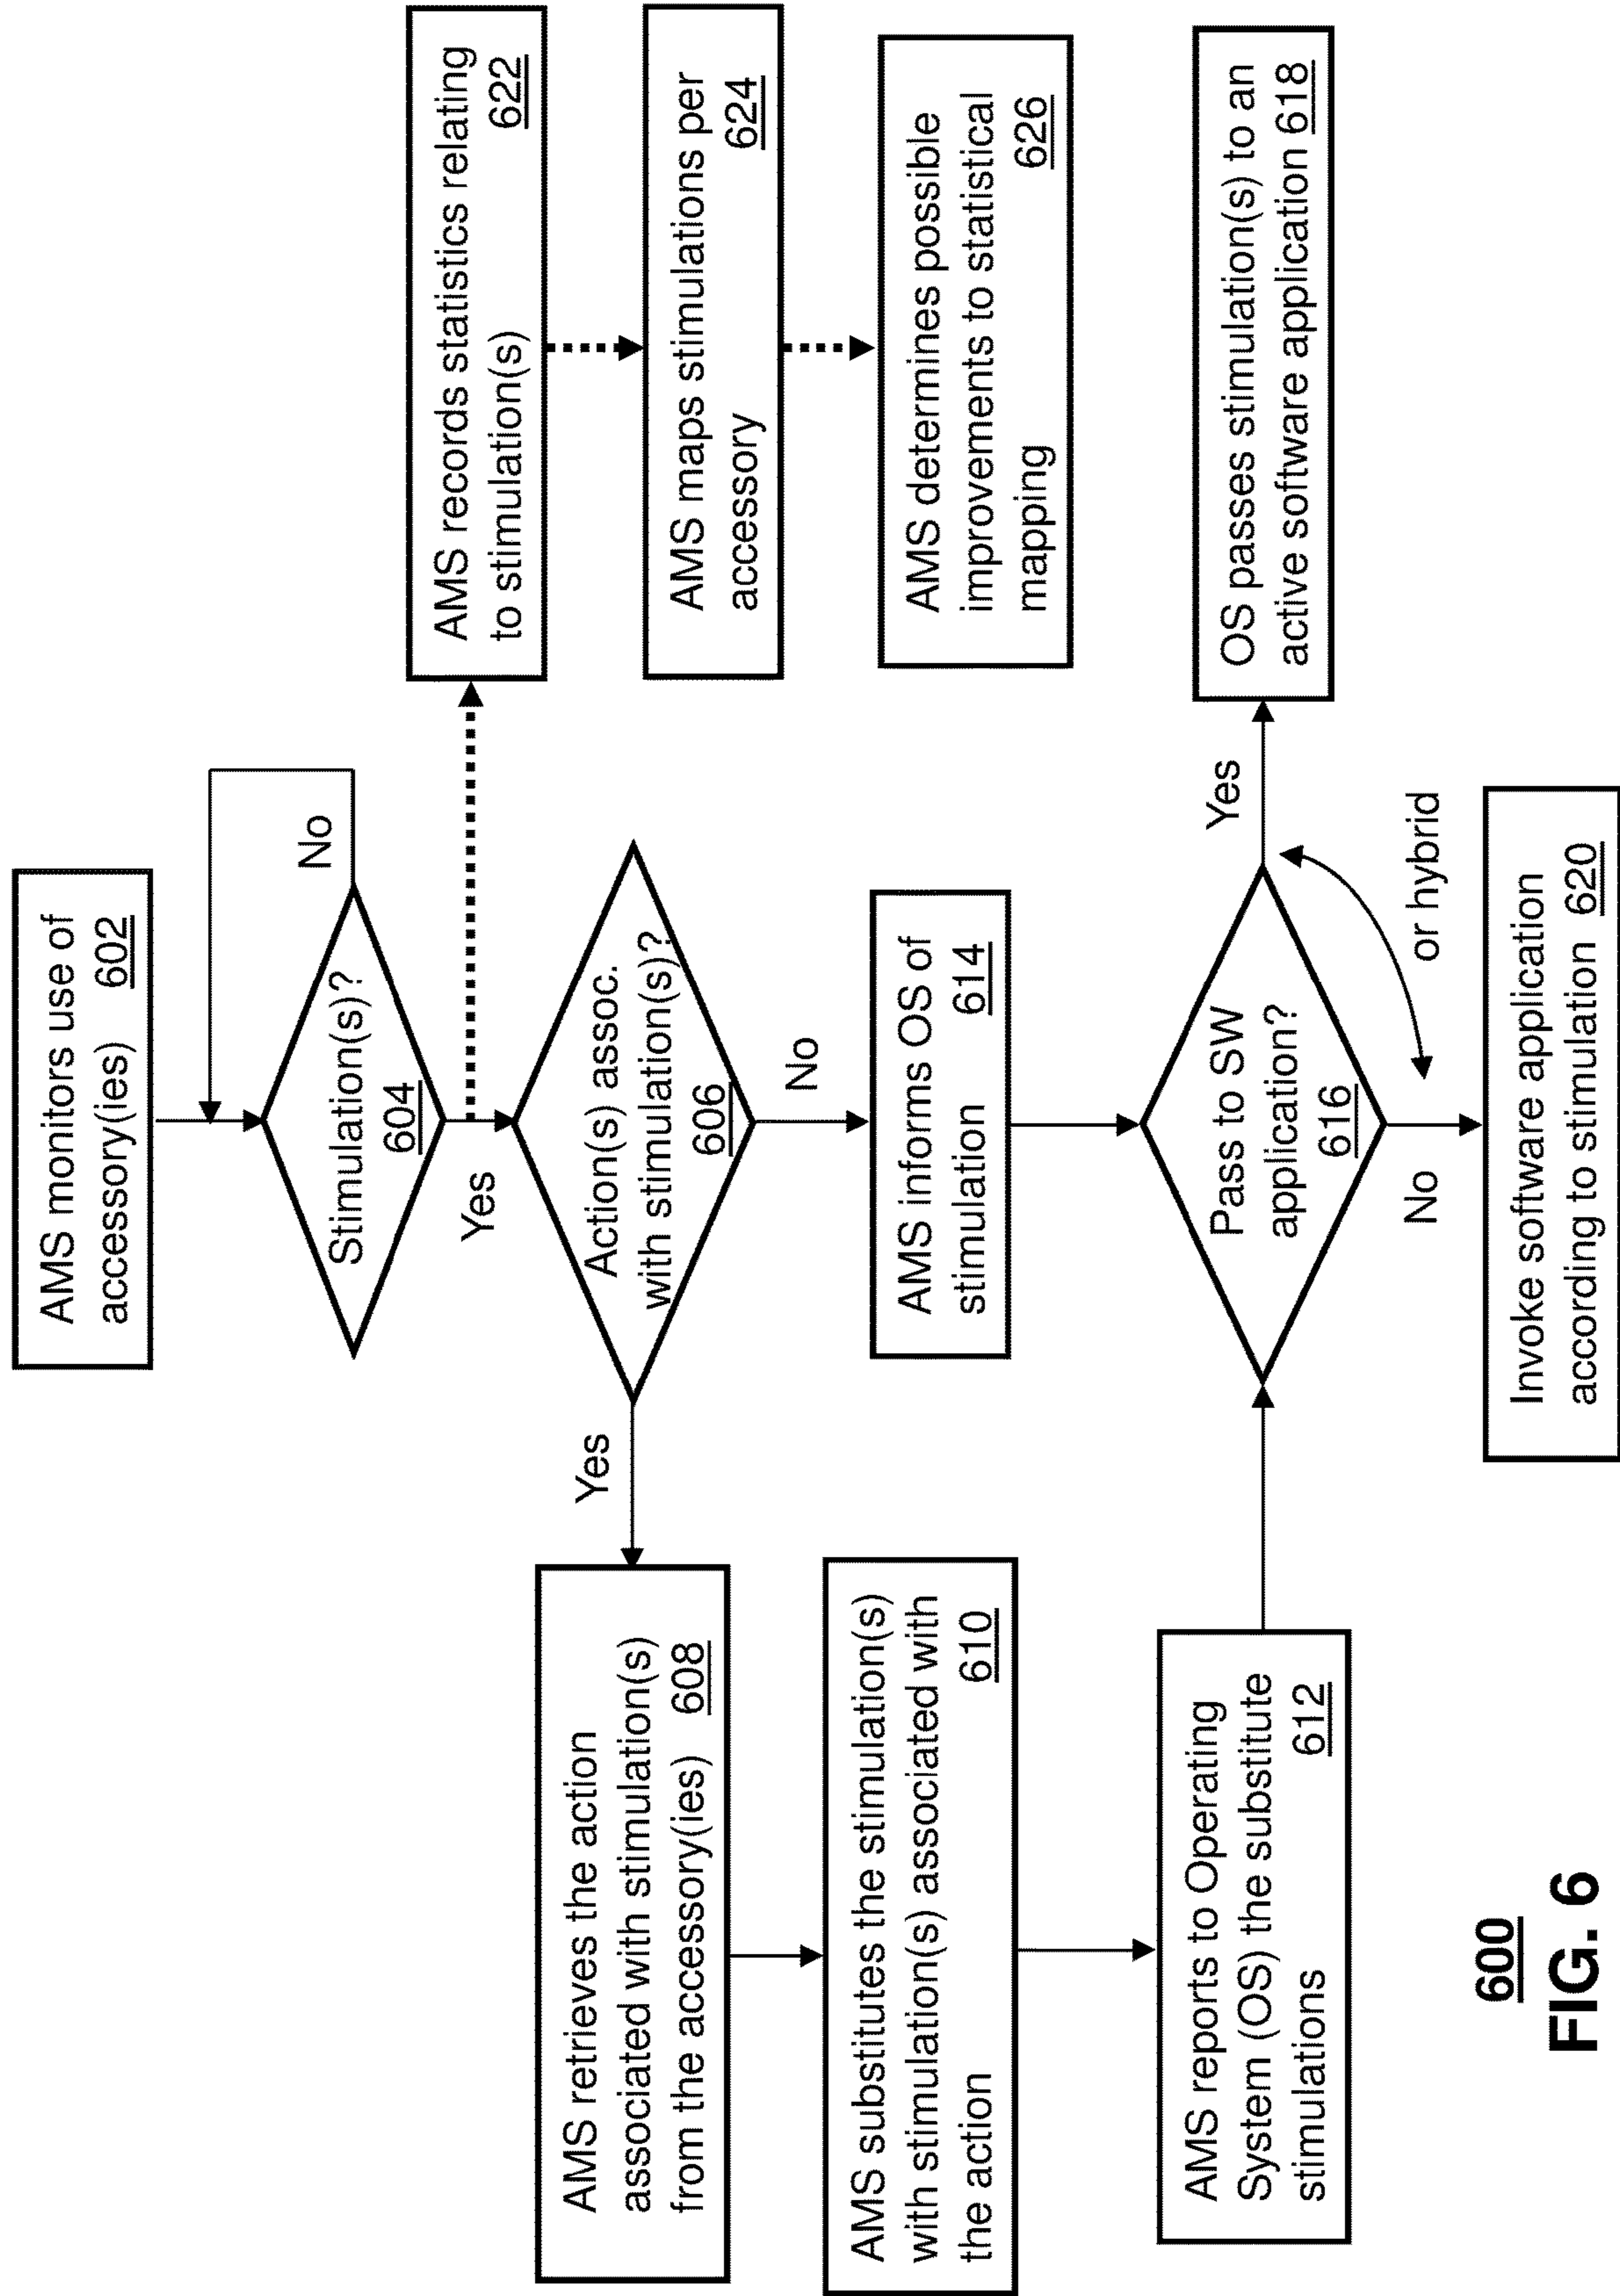 AMS monitors use of
accessory(ies) 602
No
Stimulation(s)?
604
Yes
AMS records statistics relating
to stimulation(s) 622
AMS maps stimulations per
accessory 624
AMS determines possible
improvements to statistical
mapping 626
Action(s) assoc.
with stimulation(s)?
606
Yes
No
AMS retrieves the action
associated with stimulation(s)
from the accessory(ies) 608
AMS substitutes the stimulation(s)
with stimulation(s) associated with
the action 610
AMS reports to Operating
System (OS) the substitute
stimulations 612
AMS informs OS of
stimulation 614
Pass to SW
application?
616
Yes
or hybrid
No
OS passes stimulation(s) to an
active software application 618
Invoke software application
according to stimulation 620
600
FIG. 6